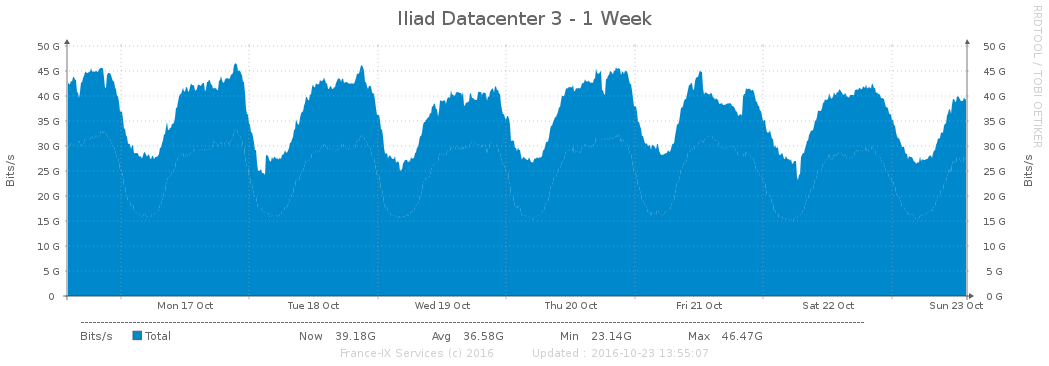 Iliad Datacenter 3 - 1 Week
RRDTOOL / TOBI OETIKER
Bits/s
50 G 50 G
45 G 45 G
40 G 40 G
35 G 35 G
30 G 30 G
25 G 25 G
20 G 20 G
15 G 15 G
10 G 10 G
5 G 5 G
0 0 G
Bits/s
Mon 17 Oct Tue 18 Oct Wed 19 Oct Thu 20 Oct Fri 21 Oct Sat 22 Oct Sun 23 Oct
Bits/s Total Now 39.18G Avg 36.58G Min 23.14G Max 46.47G
France-IX Services (c) 2016 Updated : 2016-10-23 13:55:07